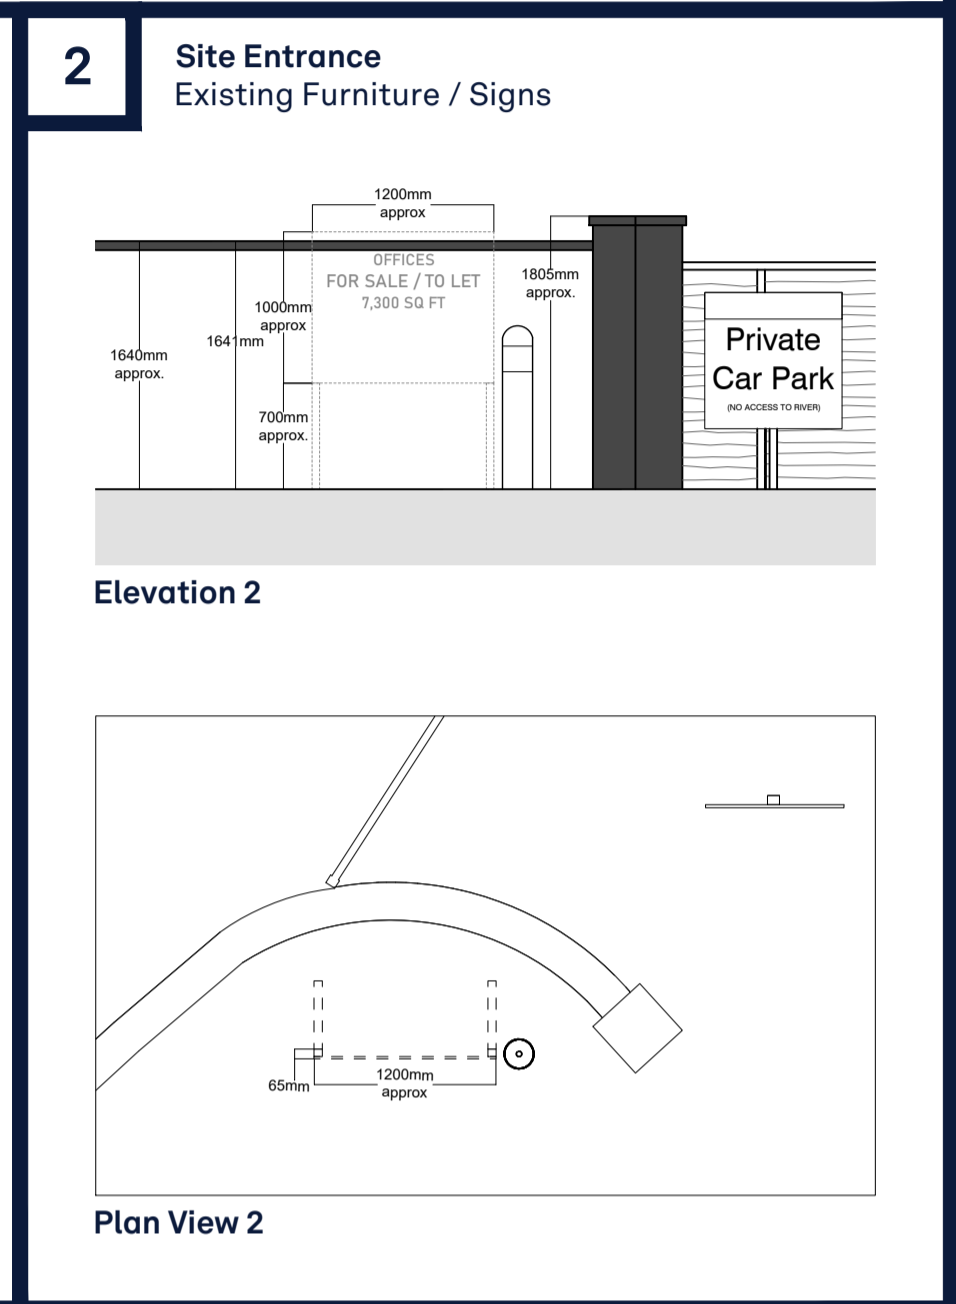 2
Site Entrance
Existing Furniture / Signs
1200mm
approx
OFFICES
FOR SALE / TO LET
7,300 SQ FT
1805mm
approx.
1000mm
approx
1641mm
1640mm
approx.
700mm
approx.
Private
Car Park
(NO ACCESS TO RIVER)
Elevation 2
65mm
1200mm
approx
Plan View 2